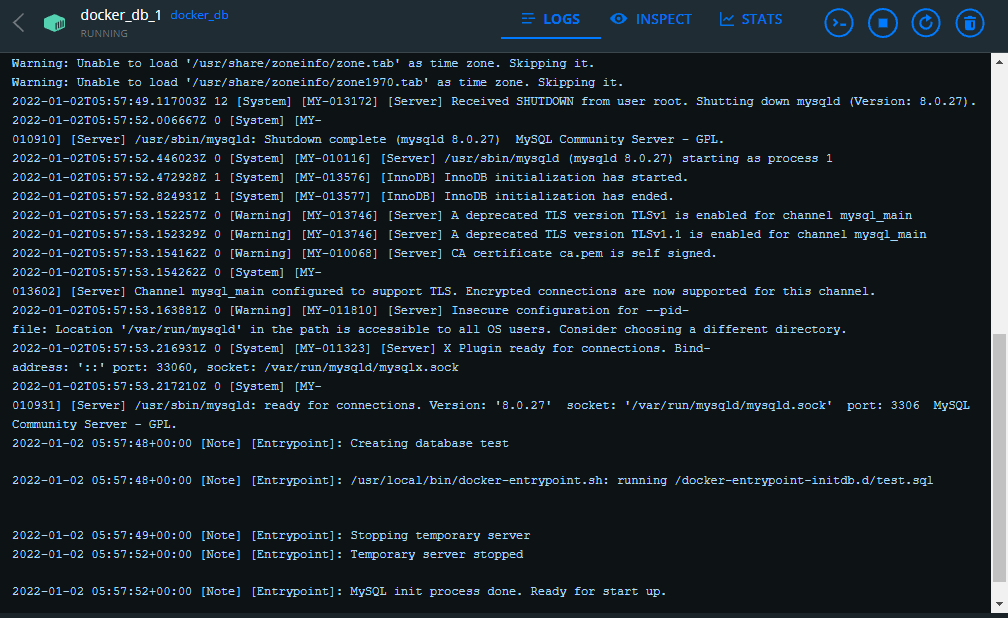 docker_db_1 docker_db
RUNNING
LOGS INSPECT STATS
Warning: Unable to load '/usr/share/zoneinfo/zone.tab' as time zone. Skipping it.
Warning: Unable to load '/usr/share/zoneinfo/zone1970.tab' as time zone. Skipping it.
2022-01-02T05:57:49.117003Z 12 [System] [MY-013172] [Server] Received SHUTDOWN from user root. Shutting down mysqld (Version: 8.0.27).
2022-01-02T05:57:52.006667Z 0 [System] [MY-
010910] [Server] /usr/sbin/mysqld: Shutdown complete (mysqld 8.0.27)  MySQL Community Server - GPL.
2022-01-02T05:57:52.446023Z 0 [System] [MY-010116] [Server] /usr/sbin/mysqld (mysqld 8.0.27) starting as process 1
2022-01-02T05:57:52.472928Z 1 [System] [MY-013576] [InnoDB] InnoDB initialization has started.
2022-01-02T05:57:52.824931Z 1 [System] [MY-013577] [InnoDB] InnoDB initialization has ended.
2022-01-02T05:57:53.152257Z 0 [Warning] [MY-013746] [Server] A deprecated TLS version TLSv1 is enabled for channel mysql_main
2022-01-02T05:57:53.152329Z 0 [Warning] [MY-013746] [Server] A deprecated TLS version TLSv1.1 is enabled for channel mysql_main
2022-01-02T05:57:53.154162Z 0 [Warning] [MY-010068] [Server] CA certificate ca.pem is self signed.
2022-01-02T05:57:53.154262Z 0 [System] [MY-
013602] [Server] Channel mysql_main configured to support TLS. Encrypted connections are now supported for this channel.
2022-01-02T05:57:53.163881Z 0 [Warning] [MY-011810] [Server] Insecure configuration for --pid-
file: Location '/var/run/mysqld' in the path is accessible to all OS users. Consider choosing a different directory.
2022-01-02T05:57:53.216931Z 0 [System] [MY-011323] [Server] X Plugin ready for connections. Bind-
address: '::' port: 33060, socket: /var/run/mysqld/mysqlx.sock
2022-01-02T05:57:53.217210Z 0 [System] [MY-
010931] [Server] /usr/sbin/mysqld: ready for connections. Version: '8.0.27'  socket: '/var/run/mysqld/mysqld.sock'  port: 3306  MySQL
Community Server - GPL.
2022-01-02 05:57:48+00:00 [Note] [Entrypoint]: Creating database test
2022-01-02 05:57:48+00:00 [Note] [Entrypoint]: /usr/local/bin/docker-entrypoint.sh: running /docker-entrypoint-initdb.d/test.sql
2022-01-02 05:57:49+00:00 [Note] [Entrypoint]: Stopping temporary server
2022-01-02 05:57:52+00:00 [Note] [Entrypoint]: Temporary server stopped
2022-01-02 05:57:52+00:00 [Note] [Entrypoint]: MySQL init process done. Ready for start up.